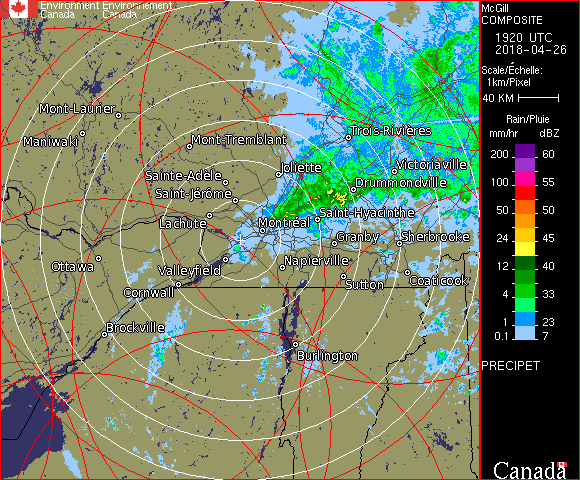 Environment Environnement
Canada Canada
McGill
COMPOSITE
1920 UTC
2018-04-26
Scale/Échelle:
1km/Pixel
40 KM
Rain/Pluie
mm/hr dBZ
200 60
100 55
50 50
24 45
12 40
4 33
1 23
0.1 7
PRECIPET
Canada
Mont-Laurier
Maniwaki
Mont-Tremblant
Trois-Rivières
Joliette
Victoriaville
Sainte-Adèle
Drummondville
Saint-Jérôme
Saint-Hyacinthe
Lachute
Montréal
Granby
Sherbrooke
Ottawa
Valleyfield
Napierville
Sutton
Coaticook
Cornwall
Brockville
Burlington